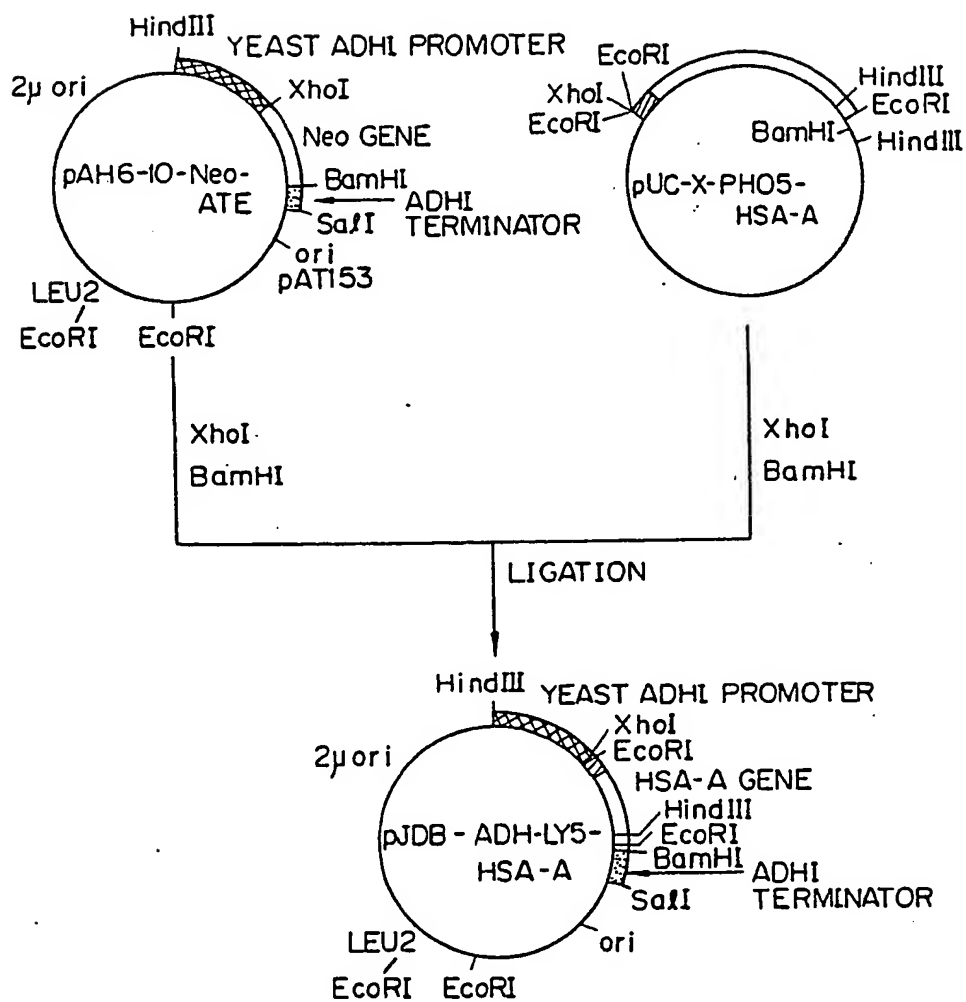 HindIII
YEAST ADHI PROMOTER
2µ ori
XhoI
Neo GENE
pAH6-10-Neo-
ATE
BamHI
ADHI
TERMINATOR
SalI
ori
pAT153
LEU2
EcoRI
EcoRI
EcoRI
XhoI
EcoRI
HindIII
EcoRI
BamHI
HindIII
pUC-X-PHO5-
HSA-A
XhoI
BamHI
XhoI
BamHI
LIGATION
HindIII
YEAST ADHI PROMOTER
XhoI
EcoRI
2µ ori
HSA-A GENE
HindIII
EcoRI
BamHI
pJDB-ADH-LY5-
HSA-A
ADHI
TERMINATOR
SalI
ori
LEU2
EcoRI
EcoRI